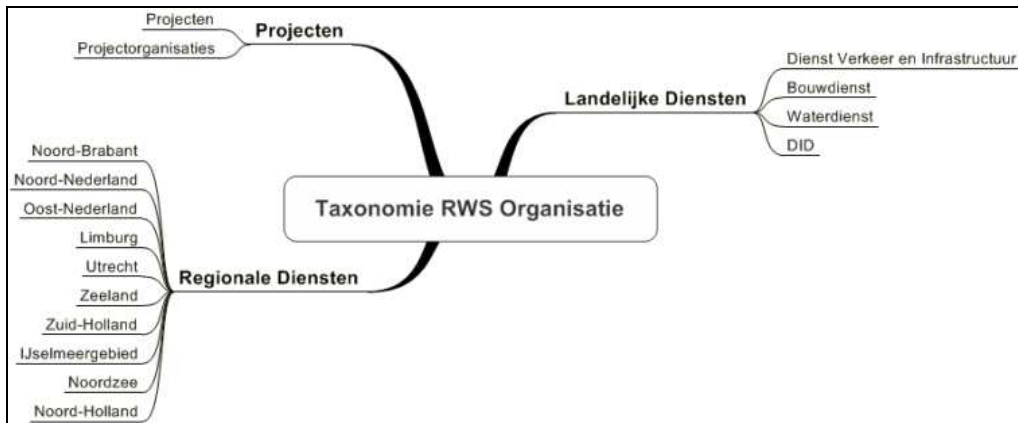 Projecten
Projectorganisaties
Projecten
Dienst Verkeer en Infrastructuur
Bouwdienst
Waterdienst
DID
Landelijke Diensten
Taxonomie RWS Organisatie
Noord-Brabant
Noord-Nederland
Oost-Nederland
Limburg
Utrecht
Zeeland
Zuid-Holland
IJselmeergebied
Noordzee
Noord-Holland
Regionale Diensten